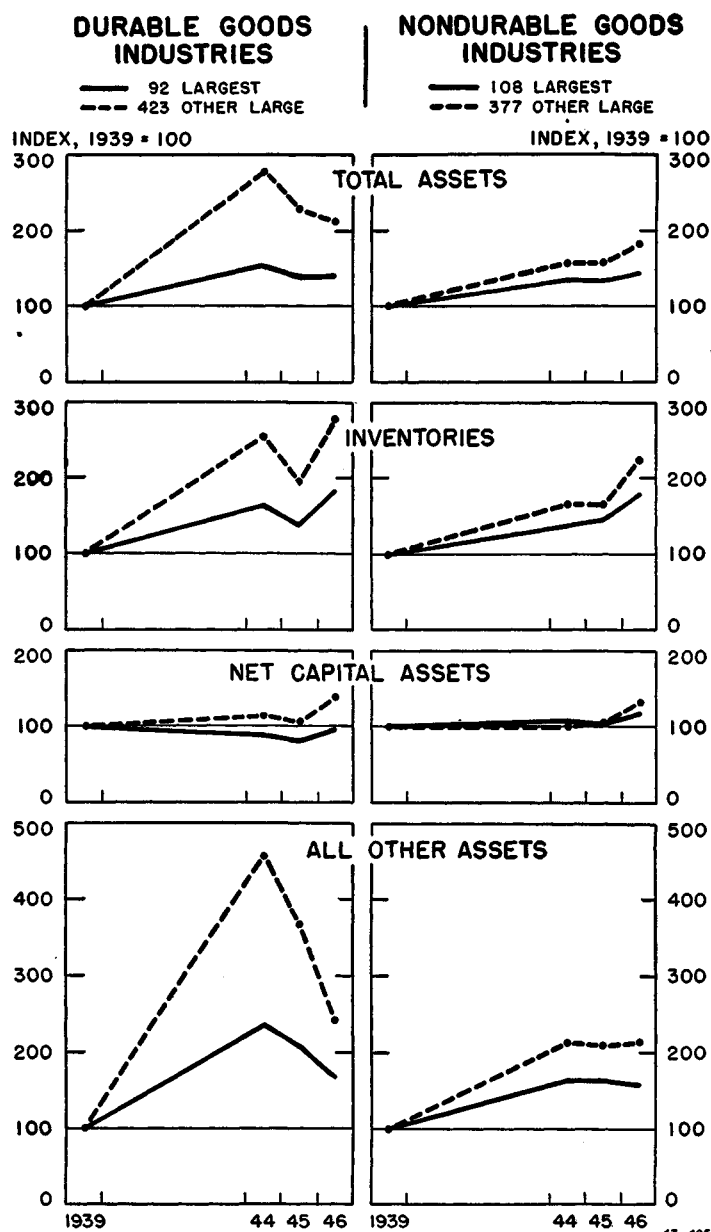 DURABLE GOODS
INDUSTRIES
92 LARGEST
423 OTHER LARGE
NONDURABLE GOODS
INDUSTRIES
108 LARGEST
377 OTHER LARGE
INDEX, 1939 = 100
INDEX, 1939 = 100
TOTAL ASSETS
300
200
100
0
300
200
100
0
INVENTORIES
300
200
100
0
300
200
100
0
NET CAPITAL ASSETS
200
100
0
200
100
0
ALL OTHER ASSETS
500
400
300
200
100
0
500
400
300
200
100
0
1939 44 45 46
1939 44 45 46